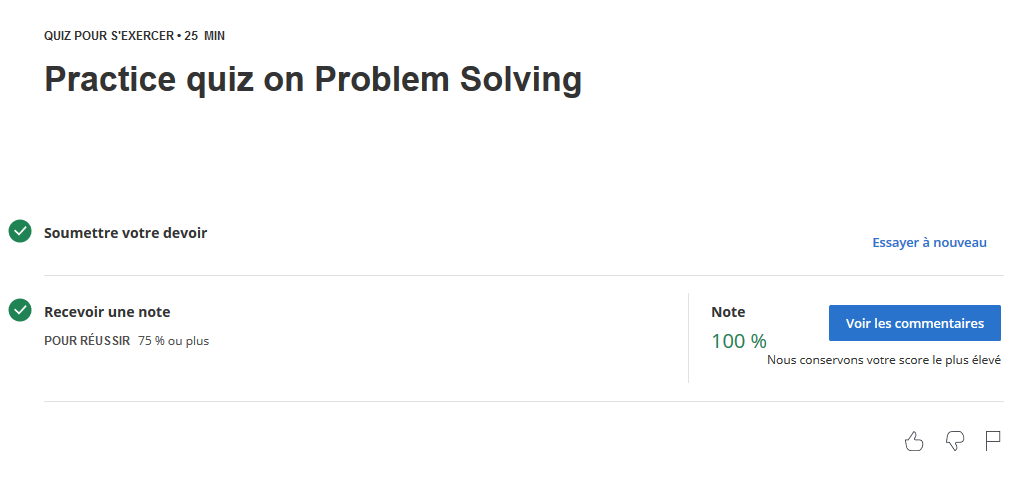 QUIZ POUR S'EXERCER • 25 MIN
Practice quiz on Problem Solving
Soumettre votre devoir
Essayer à nouveau
Recevoir une note
POUR RÉUSSIR 75 % ou plus
Note
100 %
Voir les commentaires
Nous conservons votre score le plus élevé